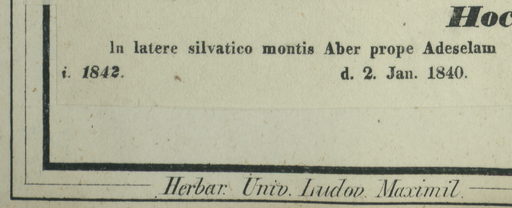 Hoc
In latere silvatico montis Aber prope Adeselam
i. 1842. d. 2. Jan. 1840.
Herbar. Univ. Ludov. Maximil.